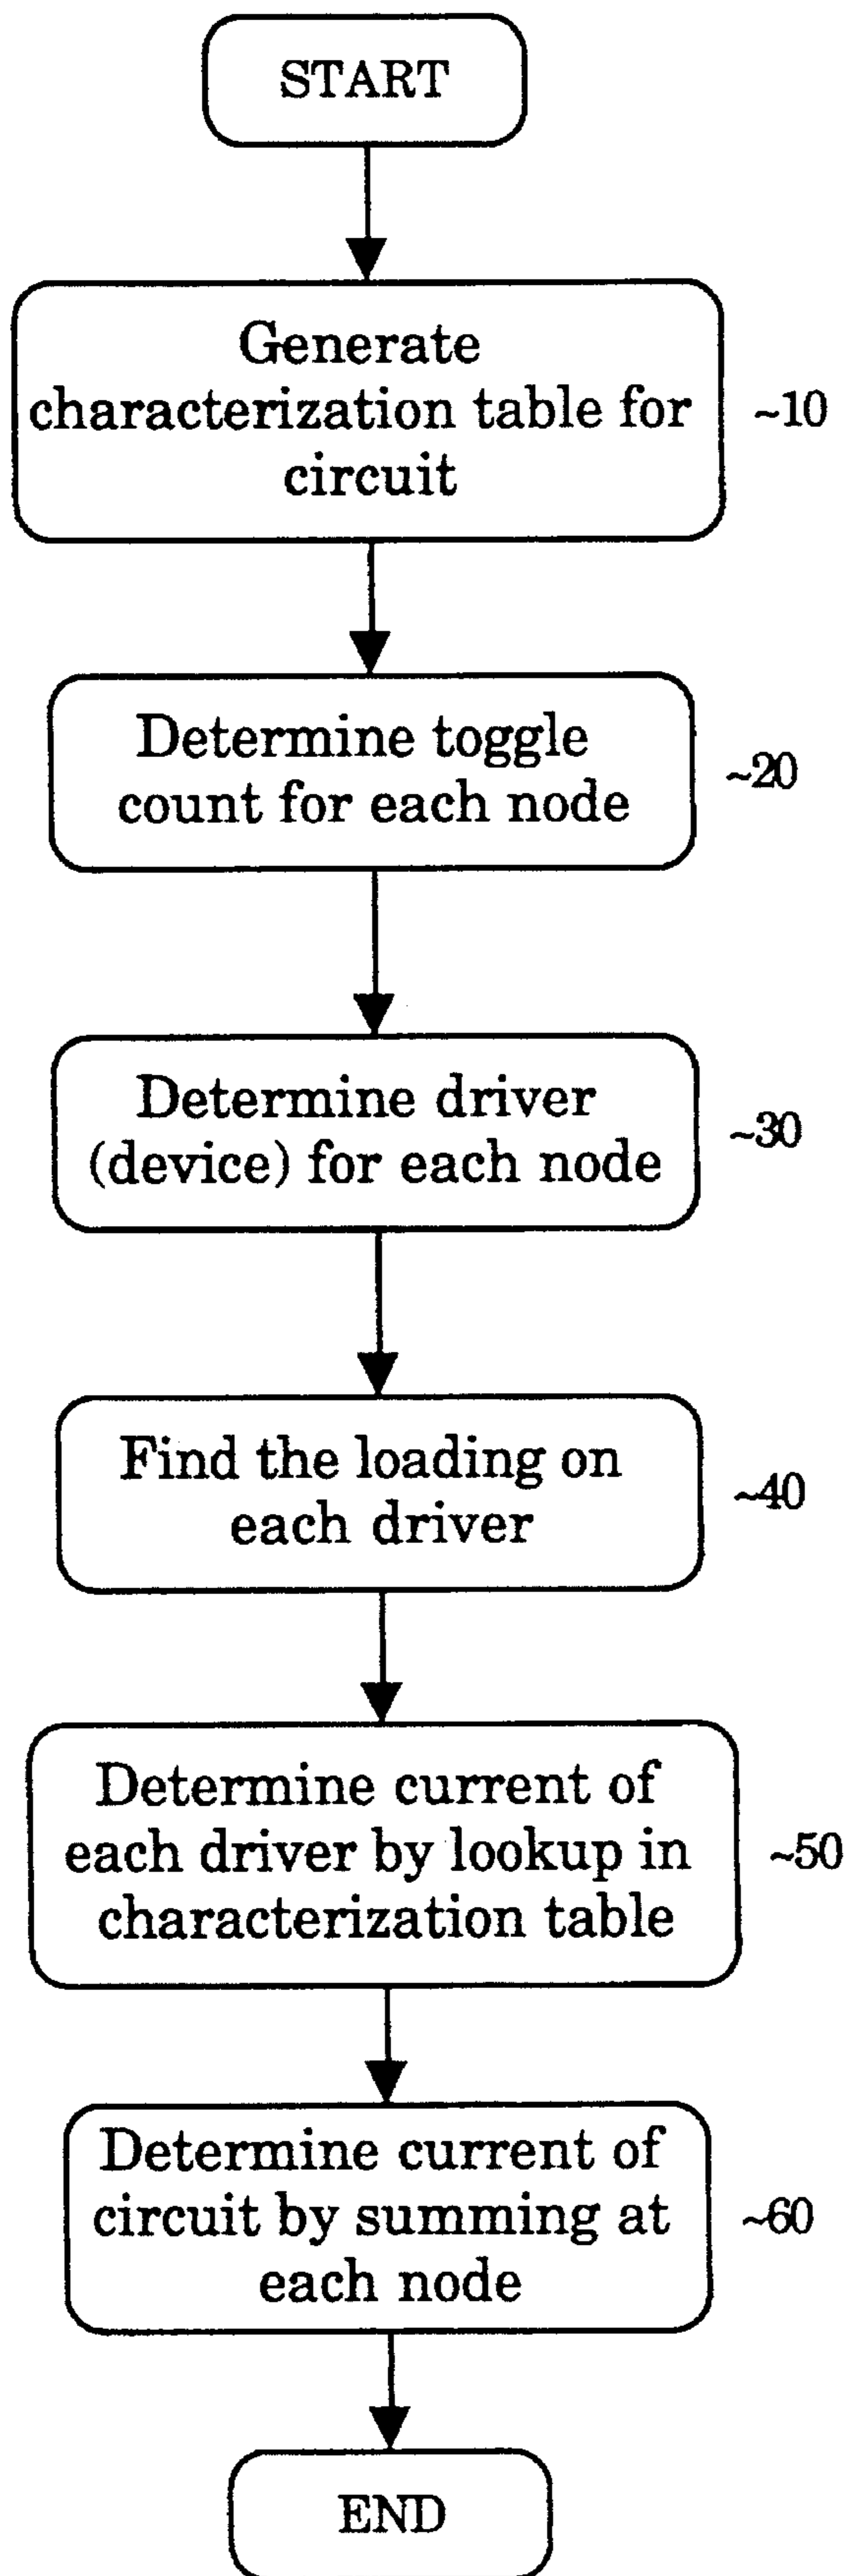 START
Generate
characterization table for
circuit
~10
Determine toggle
count for each node
~20
Determine driver
(device) for each node
~30
Find the loading on
each driver
~40
Determine current of
each driver by lookup in
characterization table
~50
Determine current of
circuit by summing at
each node
~60
END